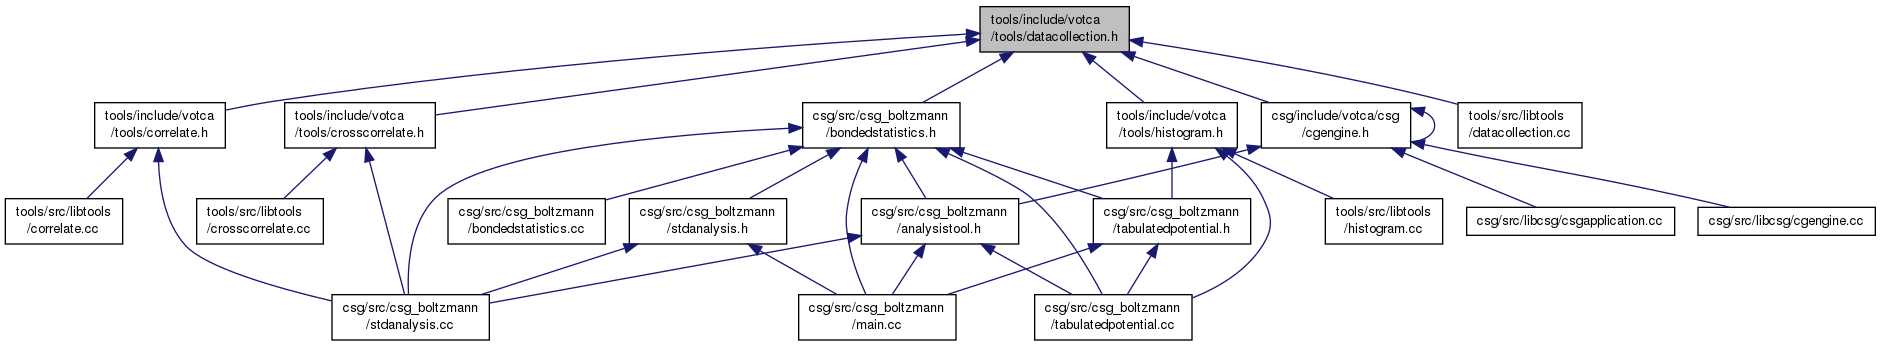 tools/include/votca
/tools/datacollection.h
tools/include/votca
/tools/correlate.h
tools/include/votca
/tools/crosscorrelate.h
csg/src/csg_boltzmann
/bondedstatistics.h
tools/include/votca
/tools/histogram.h
csg/include/votca/csg
/cgengine.h
tools/src/libtools
/datacollection.cc
tools/src/libtools
/correlate.cc
tools/src/libtools
/crosscorrelate.cc
csg/src/csg_boltzmann
/bondedstatistics.cc
csg/src/csg_boltzmann
/stdanalysis.h
csg/src/csg_boltzmann
/analysistool.h
csg/src/csg_boltzmann
/tabulatedpotential.h
tools/src/libtools
/histogram.cc
csg/src/libcsg/csgapplication.cc
csg/src/libcsg/cgengine.cc
csg/src/csg_boltzmann
/stdanalysis.cc
csg/src/csg_boltzmann
/main.cc
csg/src/csg_boltzmann
/tabulatedpotential.cc